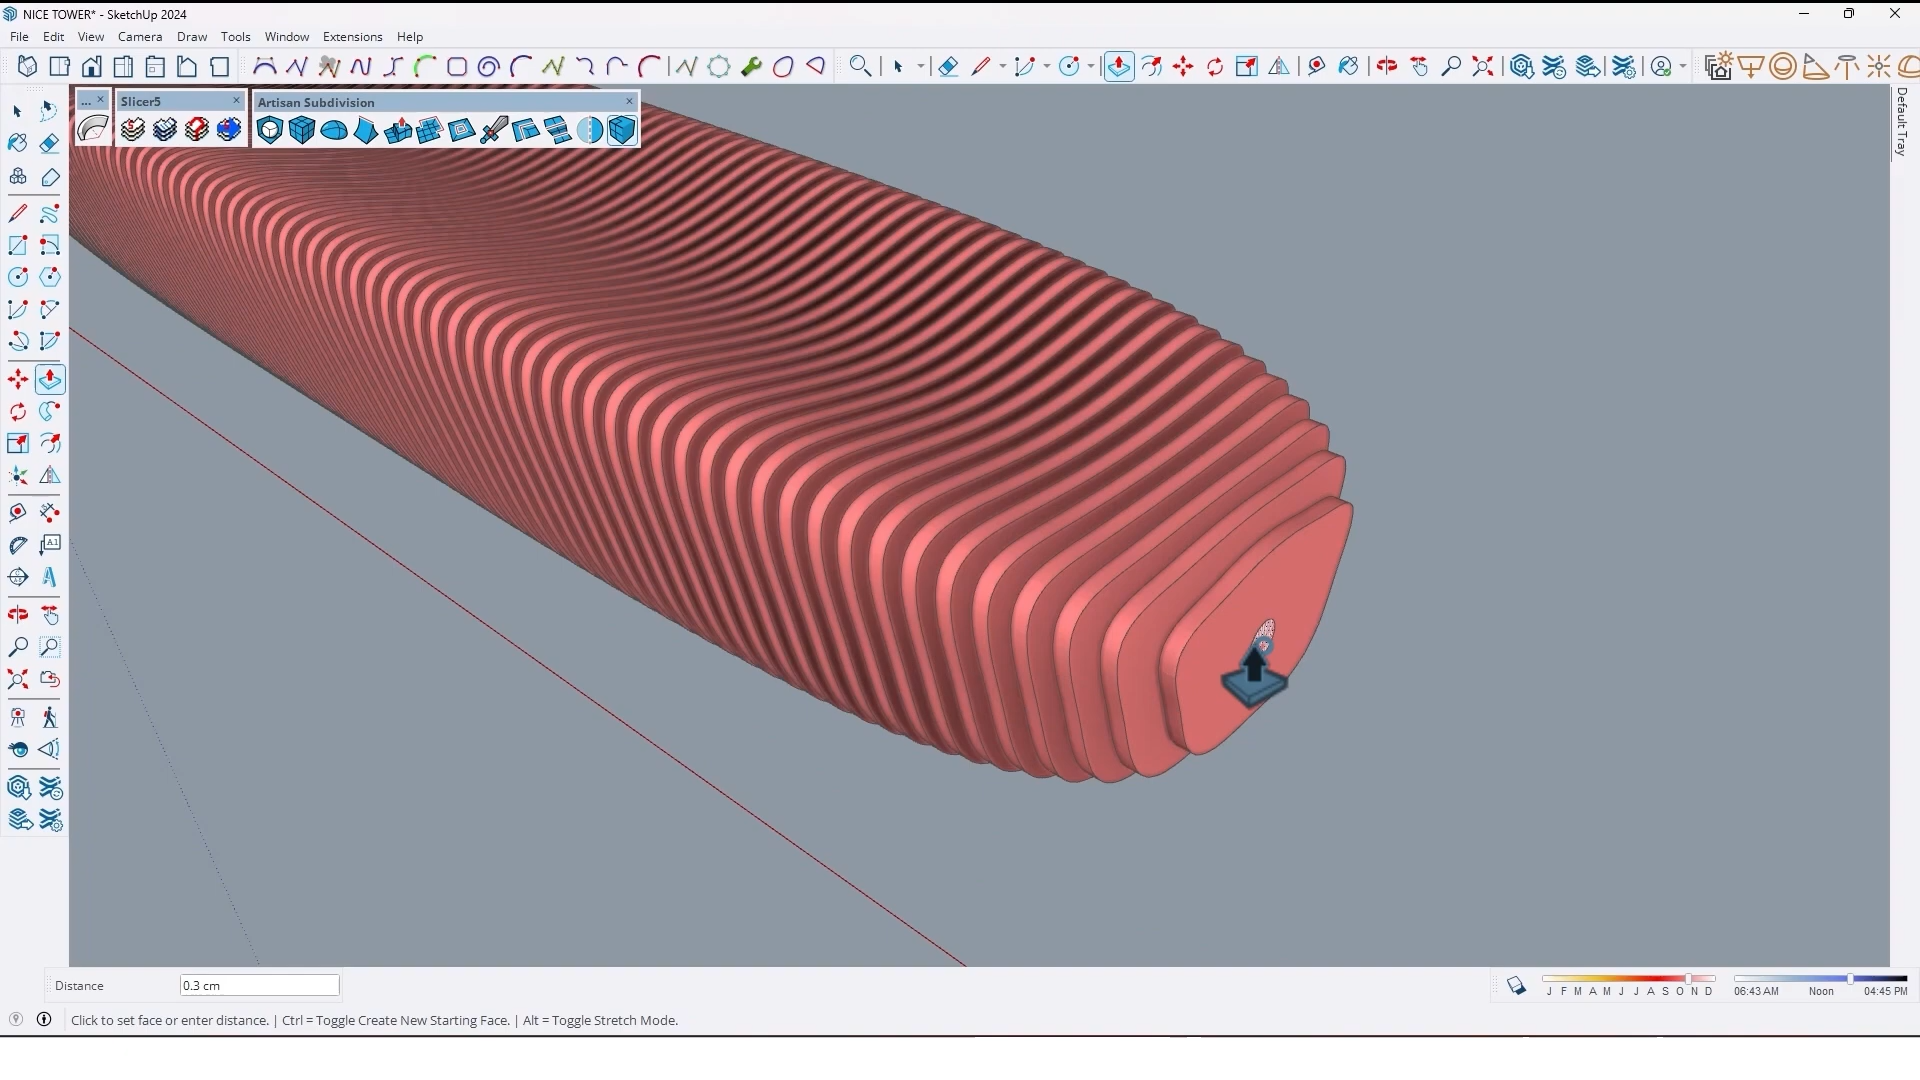 NICE TOWER* - SketchUp 2024
File Edit View Camera Draw Tools Window Extensions Help
... Slicer5 Artisan Subdivision
Default Tray
A1
Distance 0.3 cm
J F M A M J J A S O N D 06:43 AM Noon 04:45 PM
Click to set face or enter distance. | Ctrl = Toggle Create New Starting Face. | Alt = Toggle Stretch Mode.